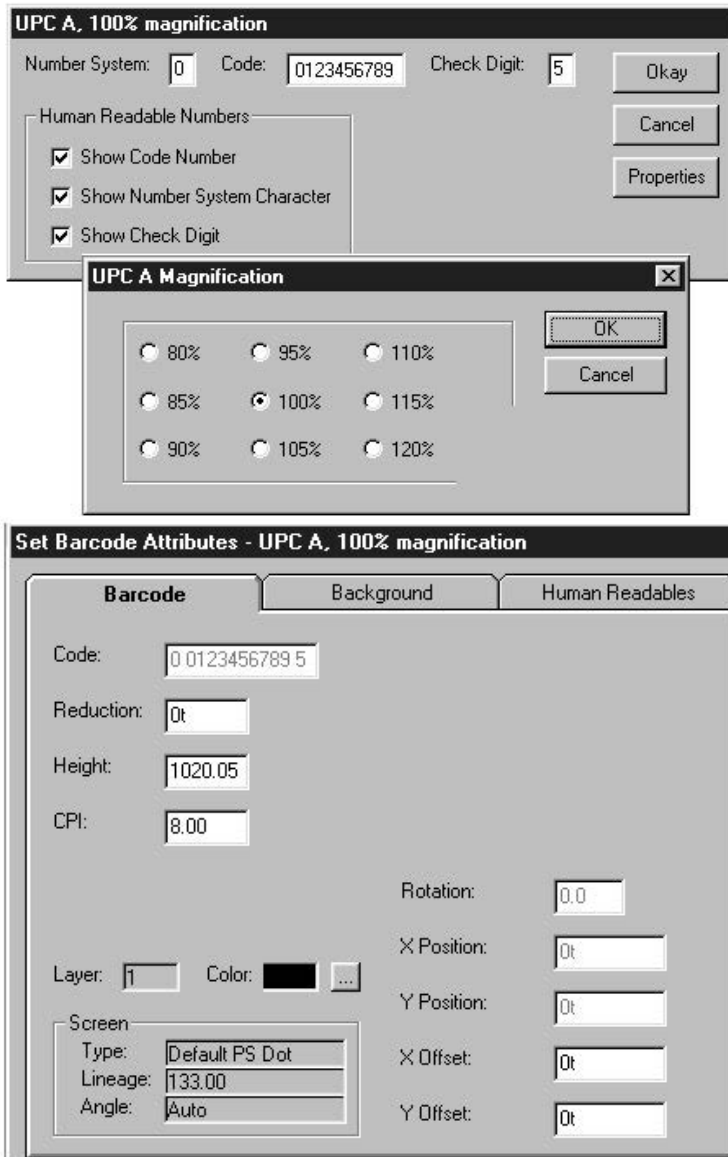 UPC A, 100% magnification
Number System: 0 Code: 0123456789 Check Digit: 5 Okay
Human Readable Numbers
Cancel
Show Code Number
Properties
Show Number System Character
Show Check Digit
UPC A Magnification
80% 95% 110% OK
Cancel
85% 100% 115%
90% 105% 120%
Set Barcode Attributes - UPC A, 100% magnification
Barcode Background Human Readables
Code: 0 0123456789 5
Reduction: 0t
Height: 1020.05
CPI: 8.00
Rotation: 0.0
X Position: 0t
Layer: 1 Color: ...
Y Position: 0t
Screen
Type: Default PS Dot
X Offset: 0t
Lineage: 133.00
Angle: Auto
Y Offset: 0t